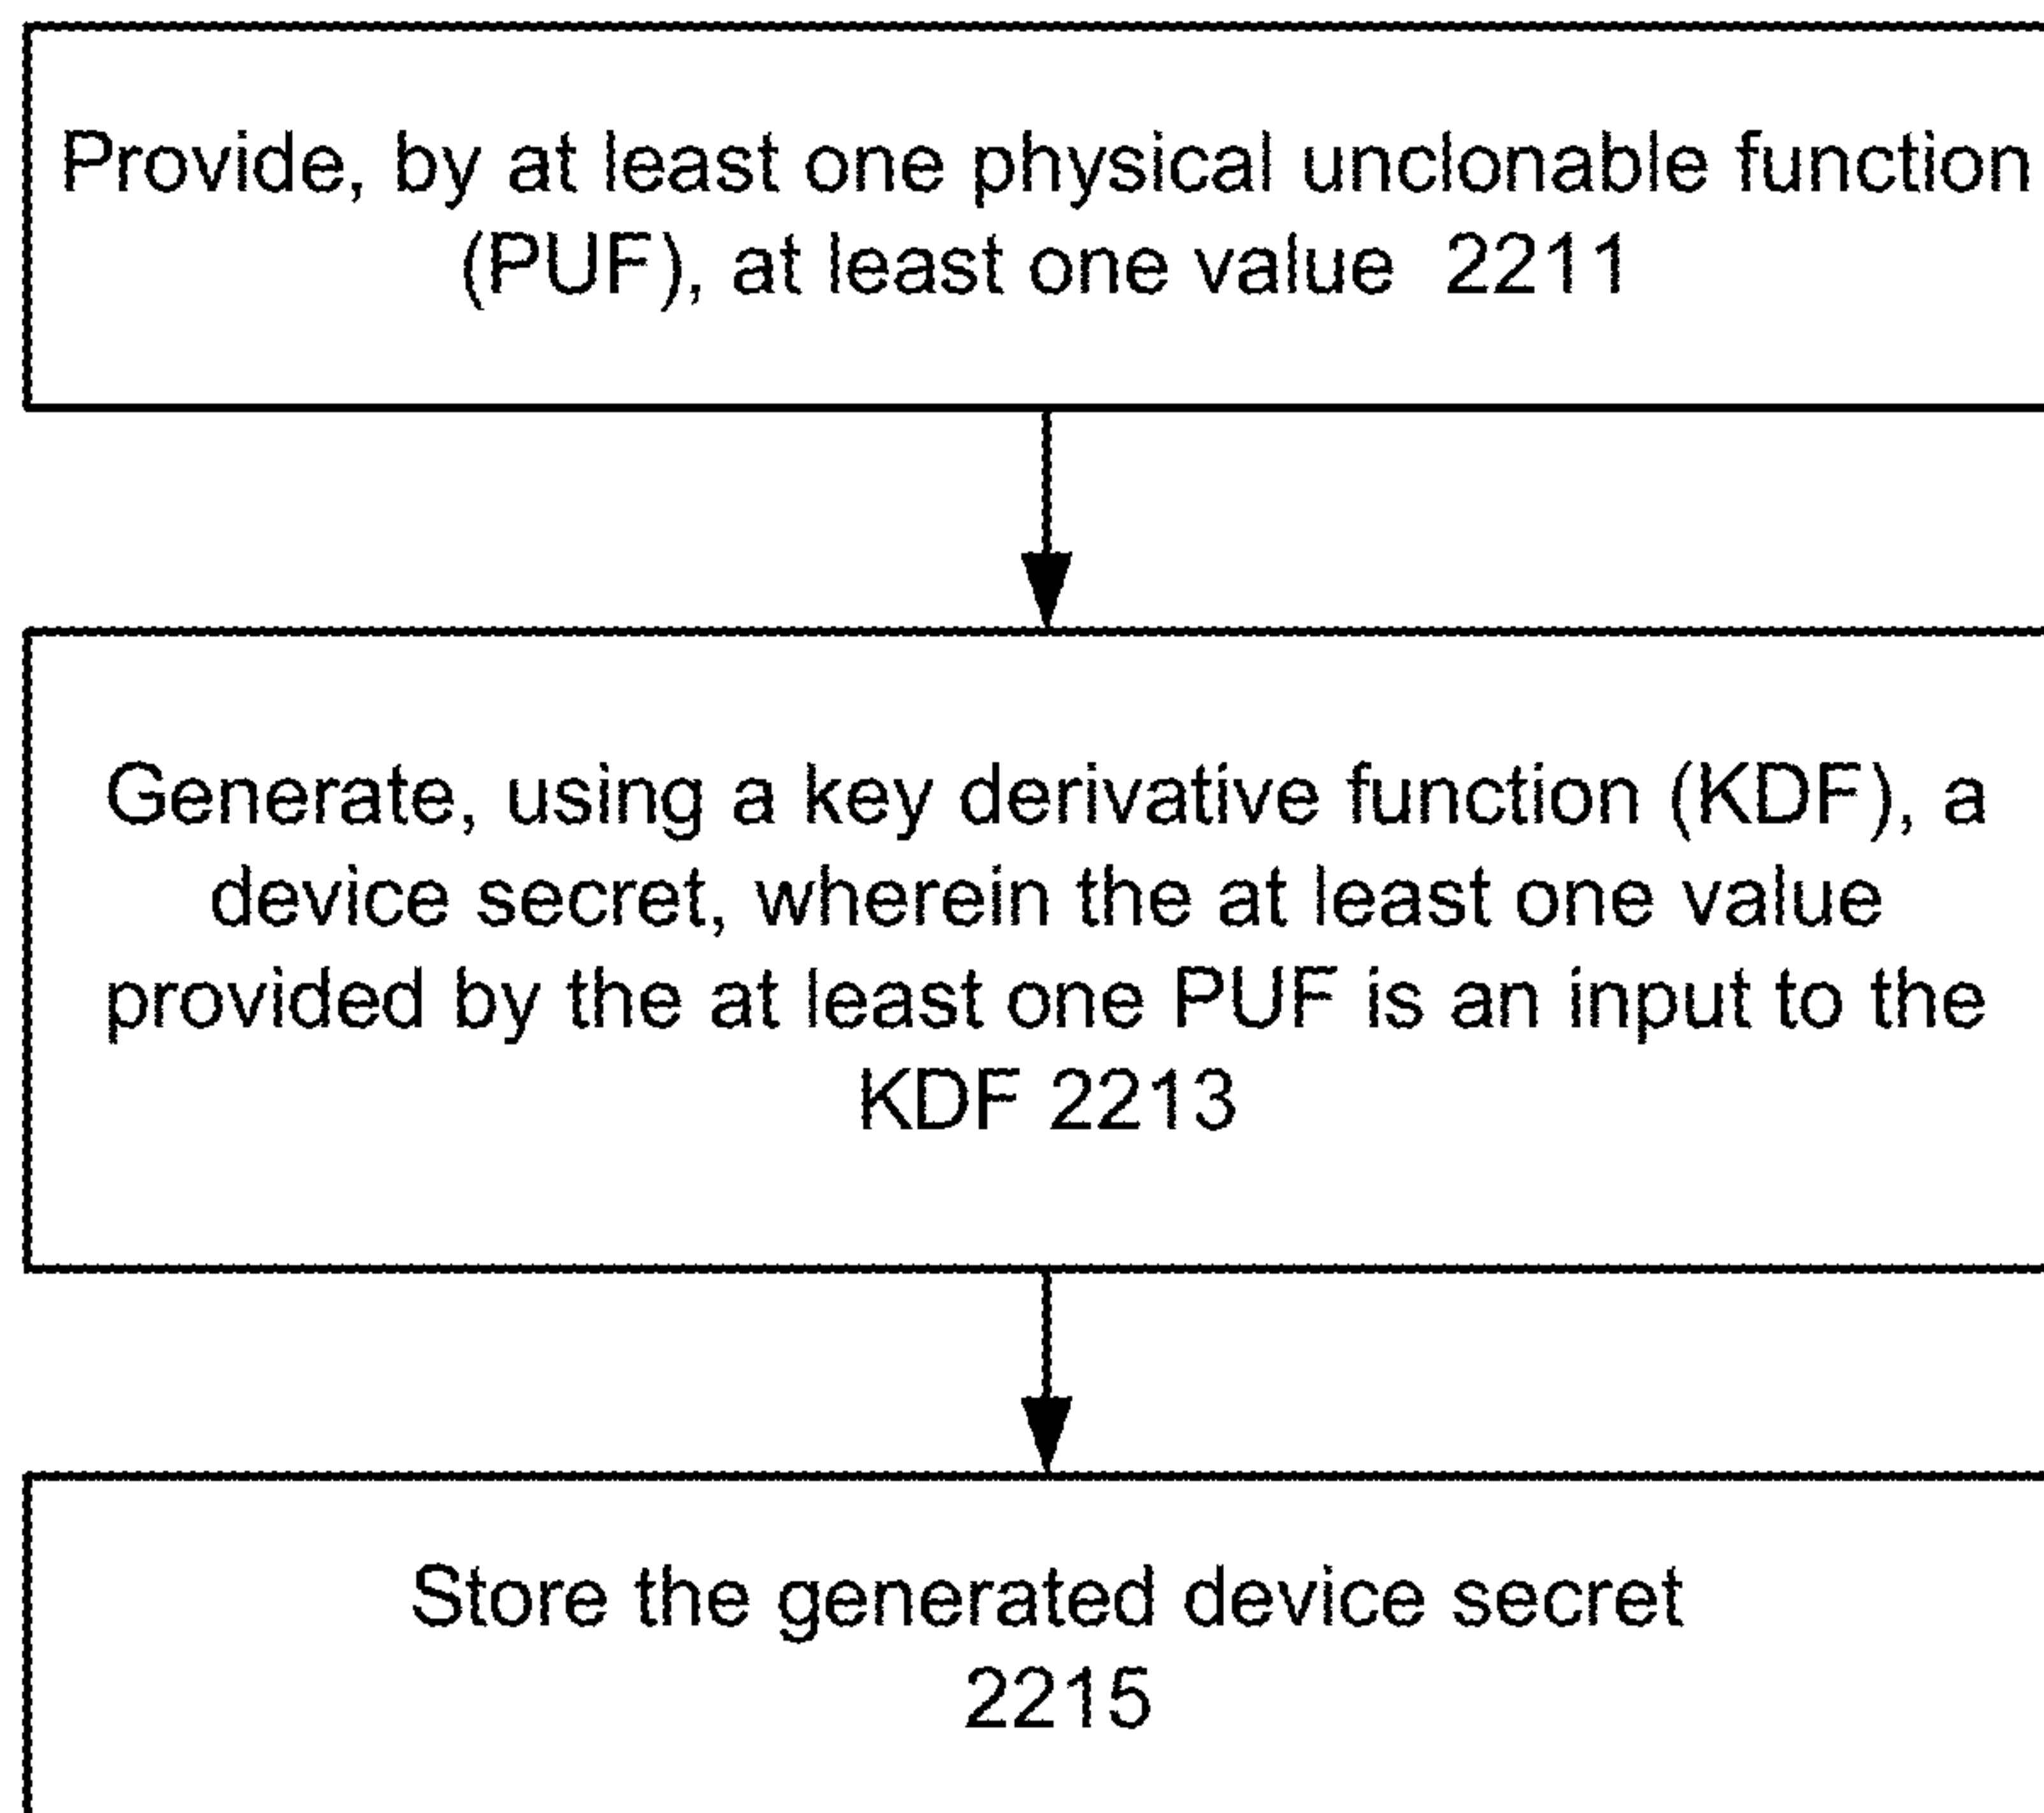 Provide, by at least one physical unclonable function
(PUF), at least one value 2211
Generate, using a key derivative function (KDF), a
device secret, wherein the at least one value
provided by the at least one PUF is an input to the
KDF 2213
Store the generated device secret
2215